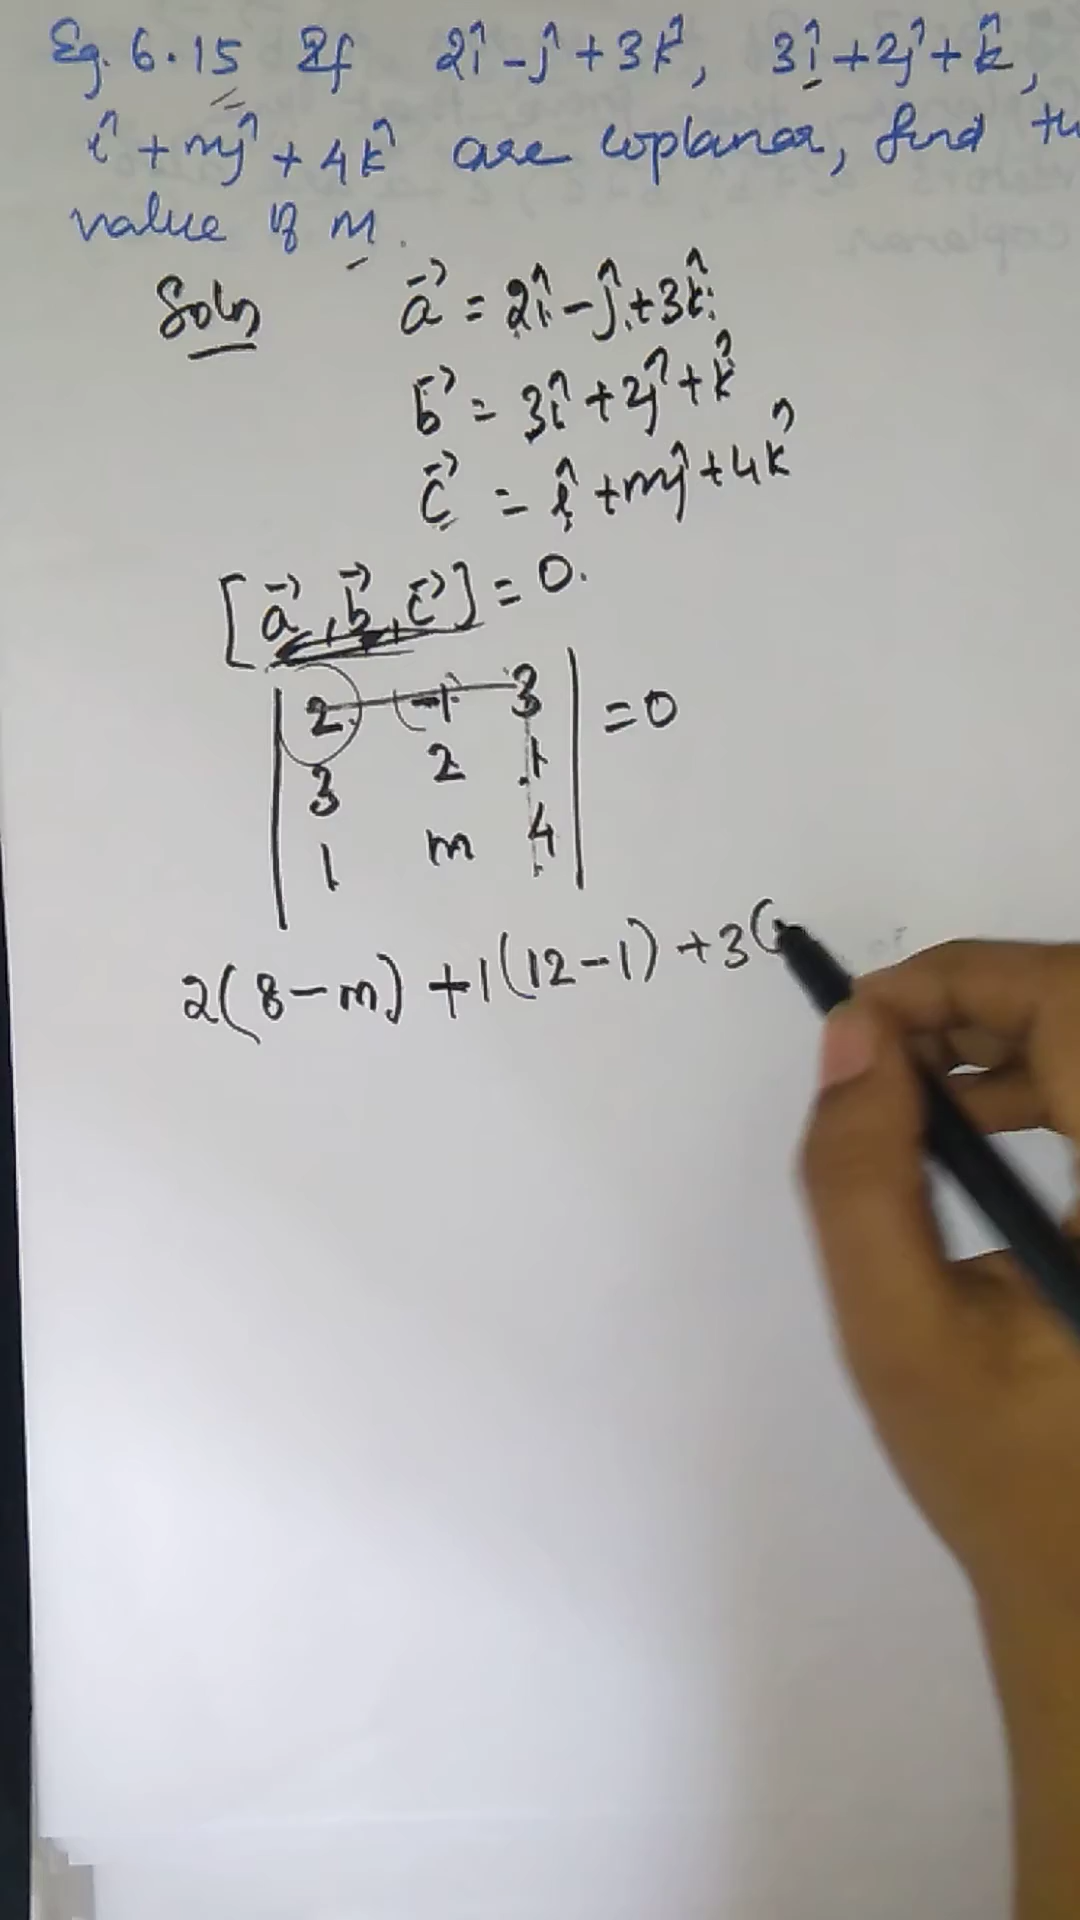 Eg. 6.15 If 2î - ĵ + 3k̂, 3î + 2ĵ + k̂,
î + mĵ + 4k̂ are coplanar, find
value of m.
Soln a⃗ = 2î - ĵ + 3k̂
b⃗ = 3î + 2ĵ + k̂
c⃗ = î + mĵ + 4k̂
[a⃗, b⃗, c⃗] = 0.
| 2 (-1) 3 | = 0
| 3 2 1 |
| 1 m 4 |
2(8 - m) + 1(12 - 1) + 3(